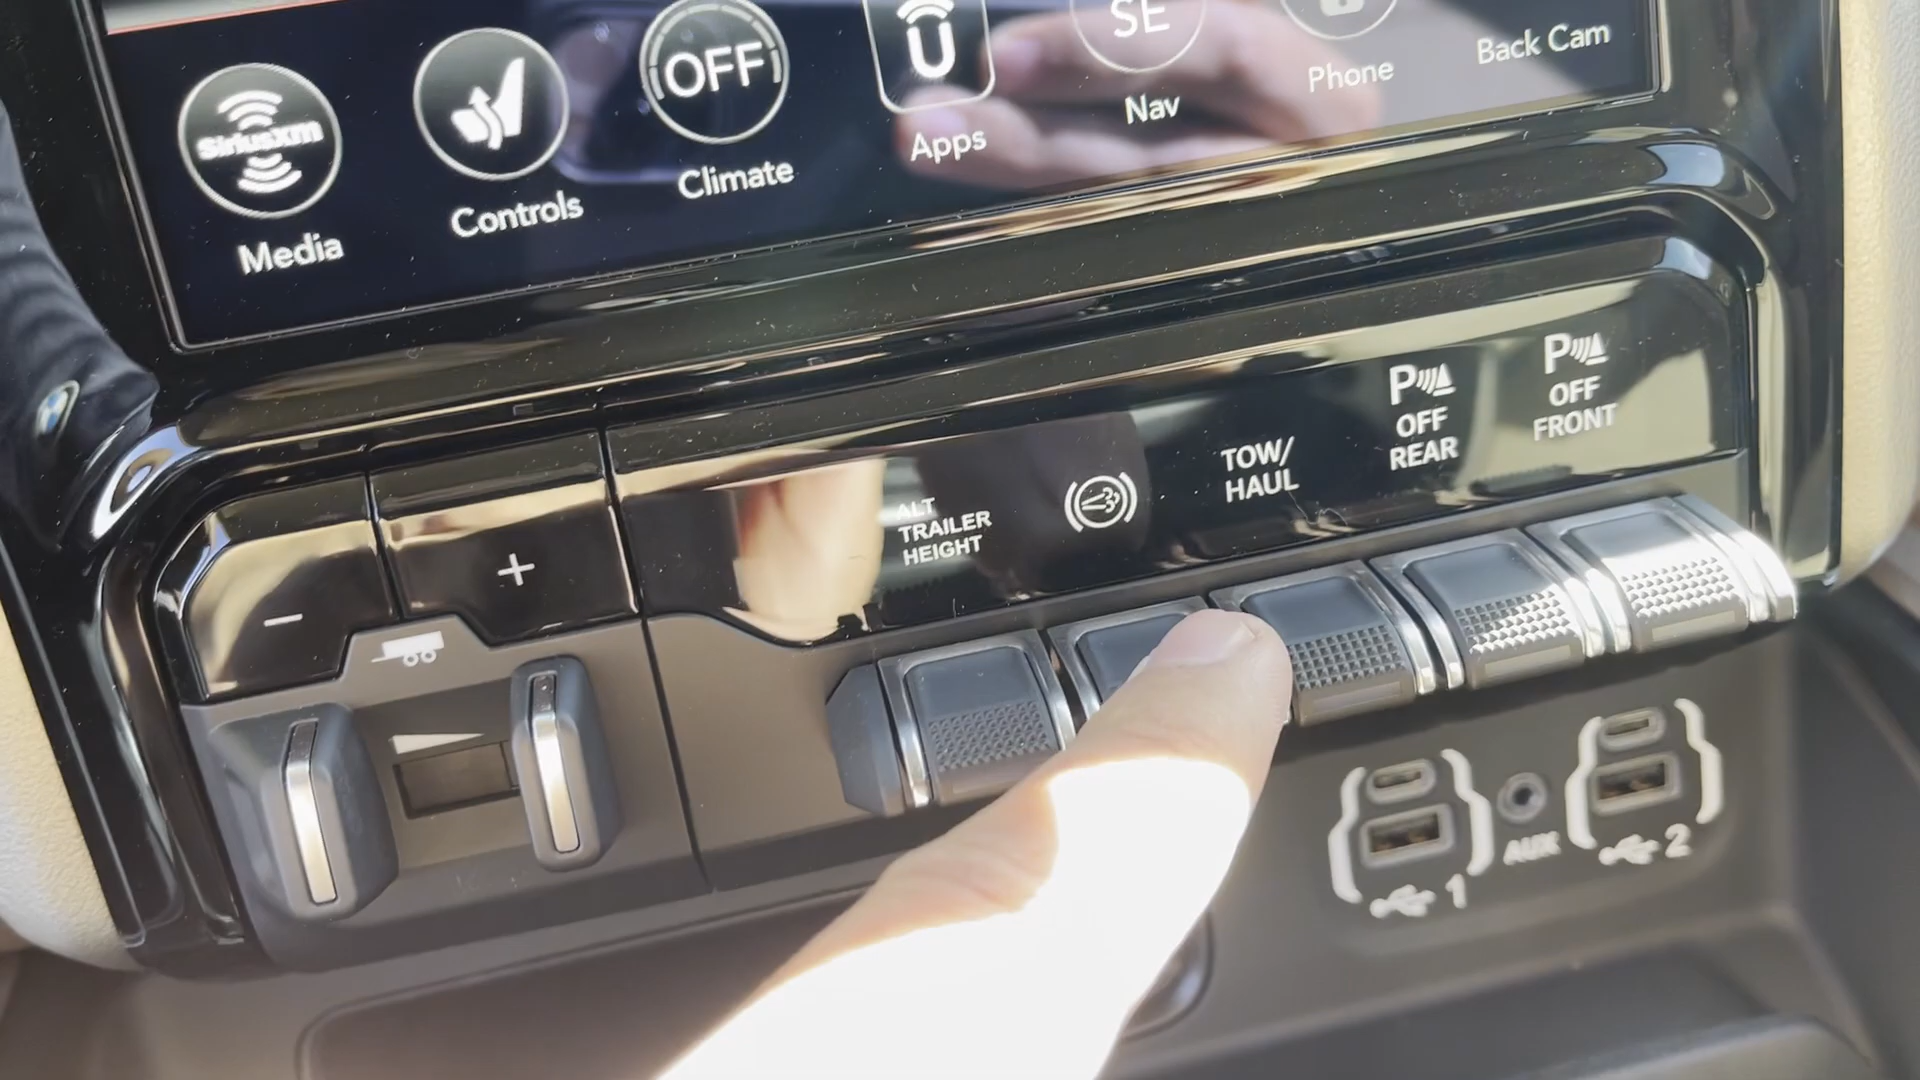 SiriusXM
OFF
SE
Media
Controls
Climate
Apps
Nav
Phone
Back Cam
− +
ALT
TRAILER
HEIGHT
TOW/
HAUL
P
OFF
REAR
P
OFF
FRONT
1
AUX
2